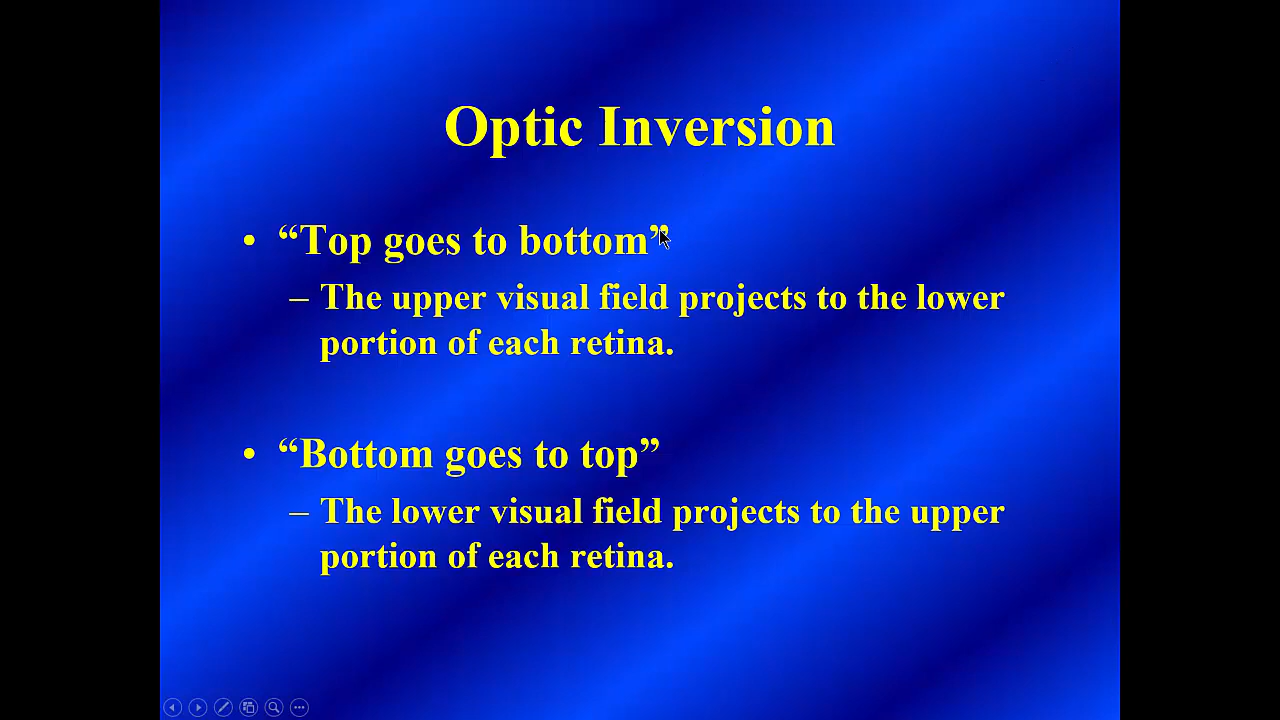 Optic Inversion
• “Top goes to bottom”
– The upper visual field projects to the lower
portion of each retina.
• “Bottom goes to top”
– The lower visual field projects to the upper
portion of each retina.